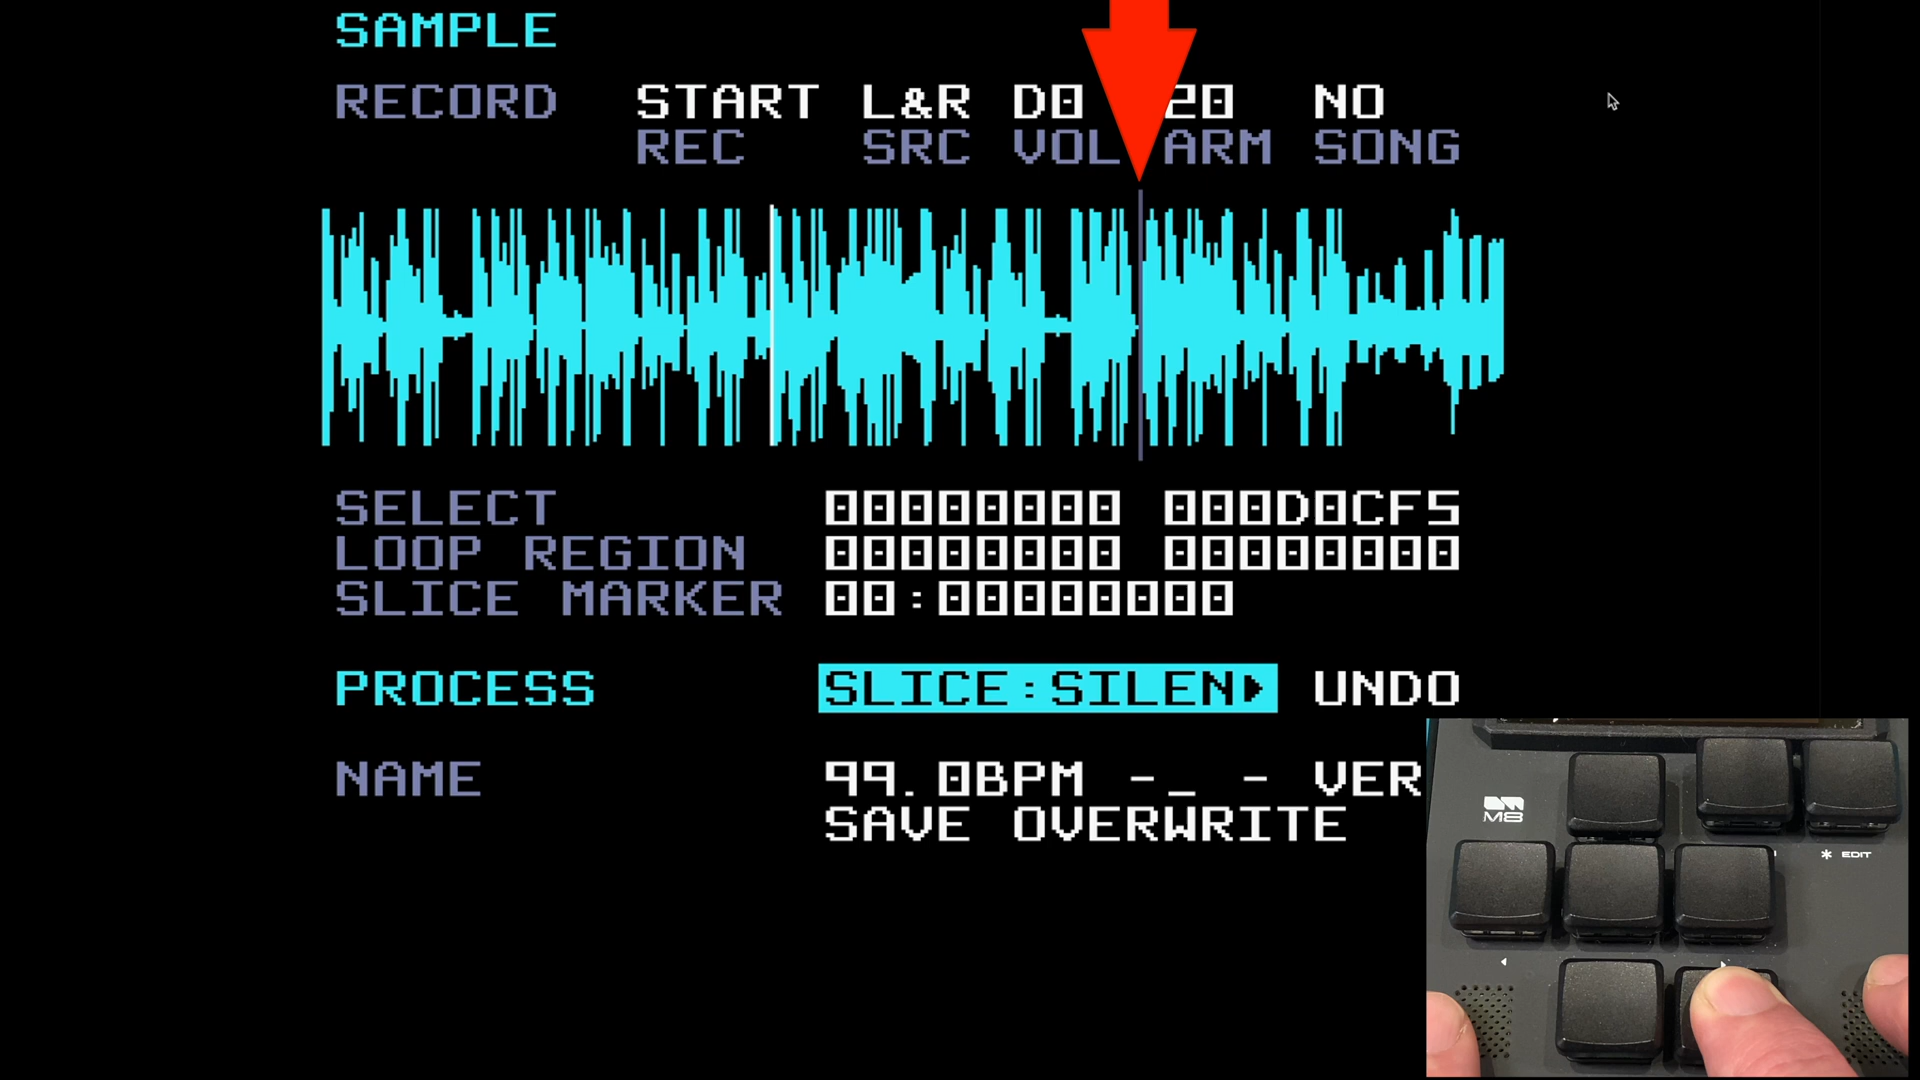 SAMPLE
RECORD START L&R D0 20 NO
REC SRC VOL ARM SONG
SELECT 00000000 000D0CF5
LOOP REGION 00000000 00000000
SLICE MARKER 00:00000000
PROCESS SLICE:SILEN▶ UNDO
NAME 99.0BPM -_ - VER
SAVE OVERWRITE
M8
* EDIT